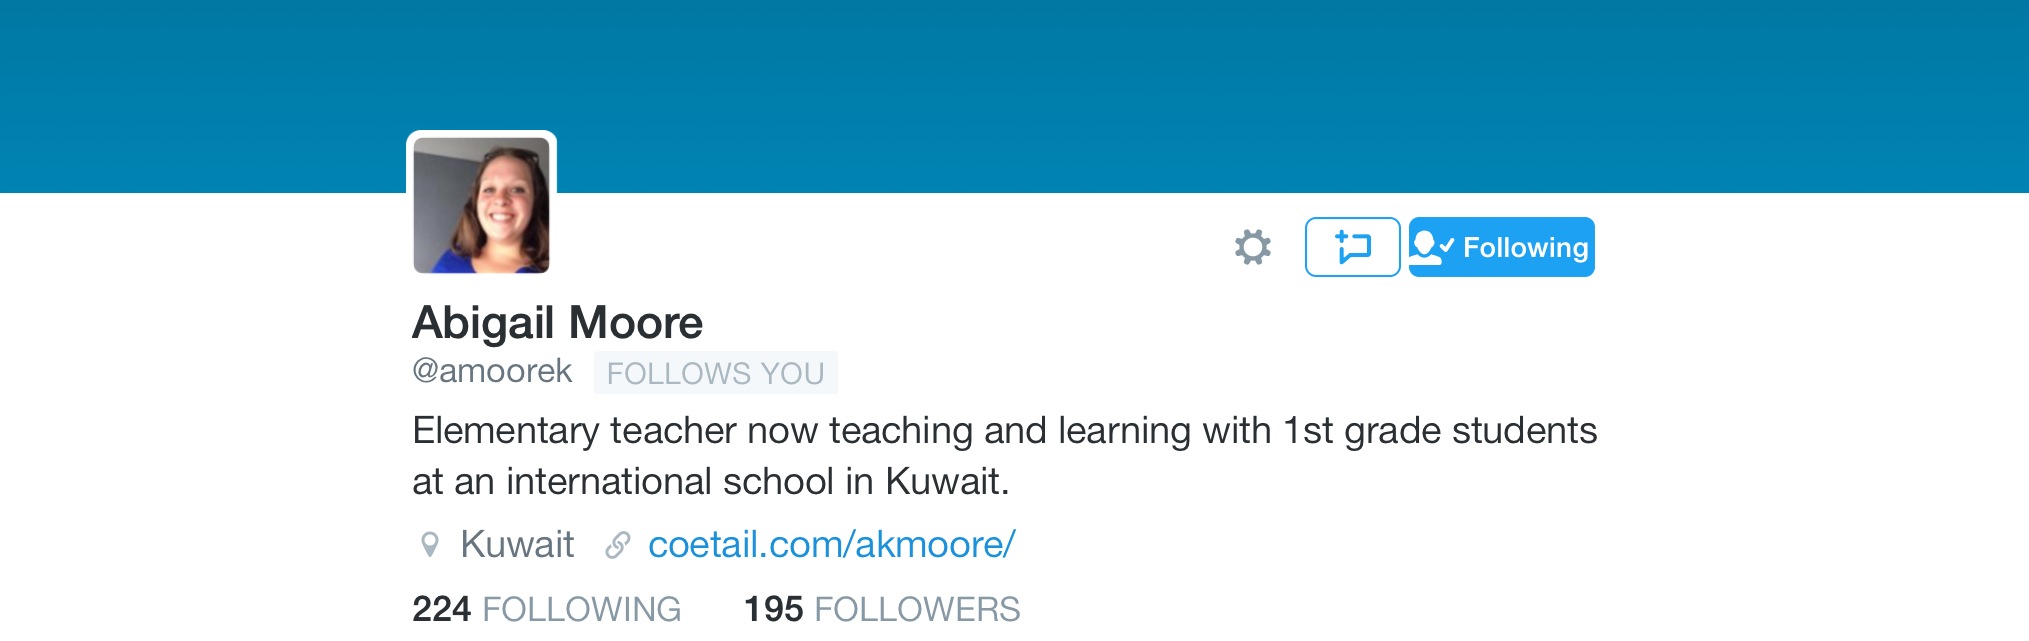 Following
Abigail Moore
@amoorek FOLLOWS YOU
Elementary teacher now teaching and learning with 1st grade students
at an international school in Kuwait.
Kuwait coetail.com/akmoore/
224 FOLLOWING 195 FOLLOWERS